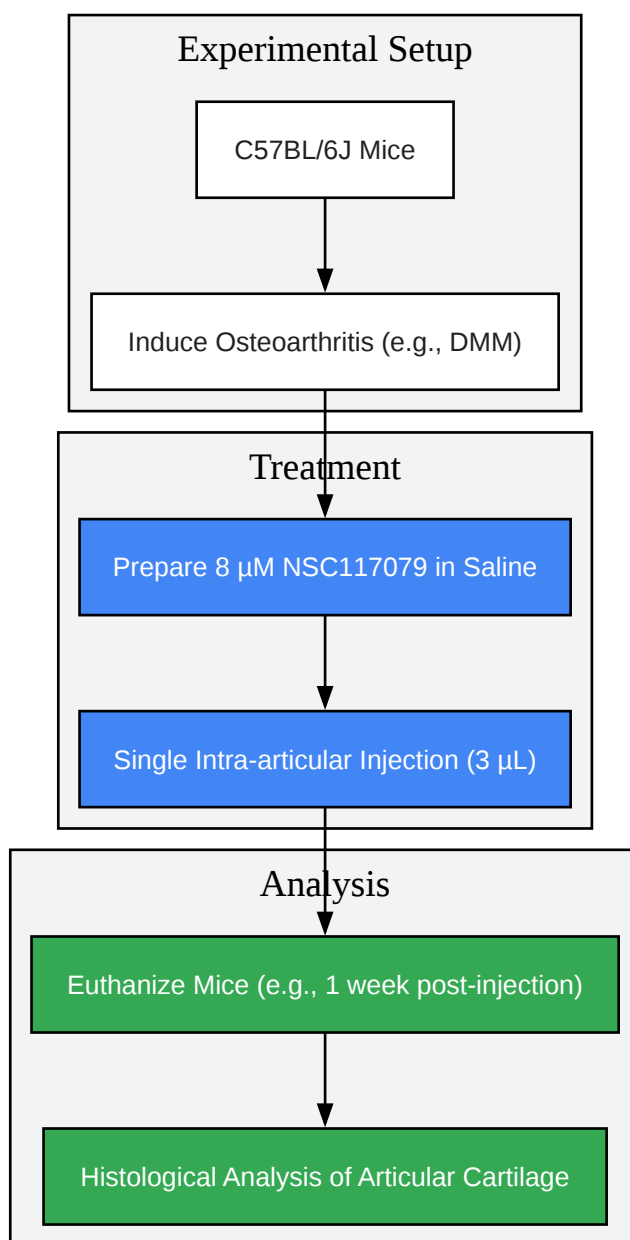 Experimental Setup
C57BL/6J Mice
Induce Osteoarthritis (e.g., DMM)
Treatment
Prepare 8 µM NSC117079 in Saline
Single Intra-articular Injection (3 µL)
Analysis
Euthanize Mice (e.g., 1 week post-injection)
Histological Analysis of Articular Cartilage